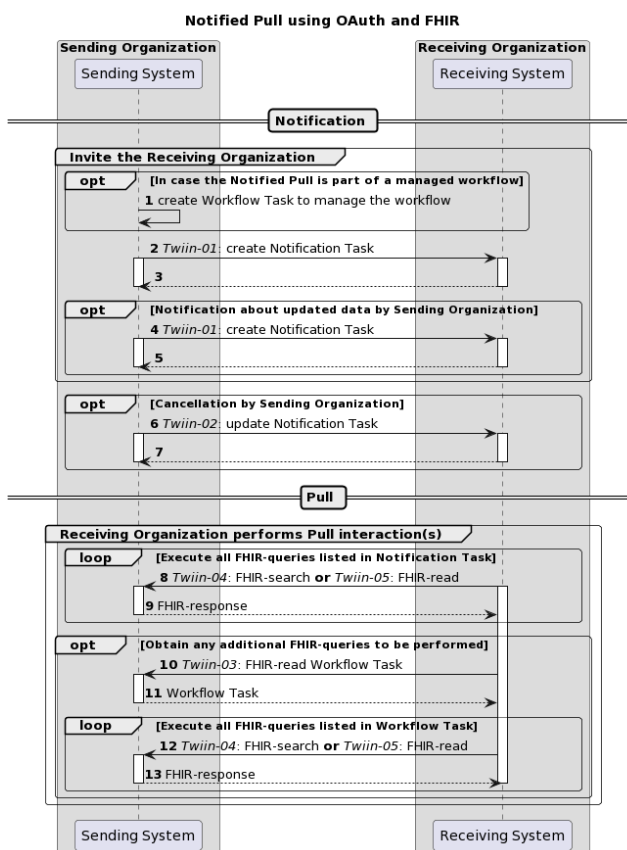 Notified Pull using OAuth and FHIR
Sending Organization
Receiving Organization
Sending System
Receiving System
Notification
Invite the Receiving Organization
opt [In case the Notified Pull is part of a managed workflow]
1 create Workflow Task to manage the workflow
2 Twiin-01: create Notification Task
3
opt [Notification about updated data by Sending Organization]
4 Twiin-01: create Notification Task
5
opt [Cancellation by Sending Organization]
6 Twiin-02: update Notification Task
7
Pull
Receiving Organization performs Pull interaction(s)
loop [Execute all FHIR-queries listed in Notification Task]
8 Twiin-04: FHIR-search or Twiin-05: FHIR-read
9 FHIR-response
opt [Obtain any additional FHIR-queries to be performed]
10 Twiin-03: FHIR-read Workflow Task
11 Workflow Task
loop [Execute all FHIR-queries listed in Workflow Task]
12 Twiin-04: FHIR-search or Twiin-05: FHIR-read
13 FHIR-response
Sending System
Receiving System